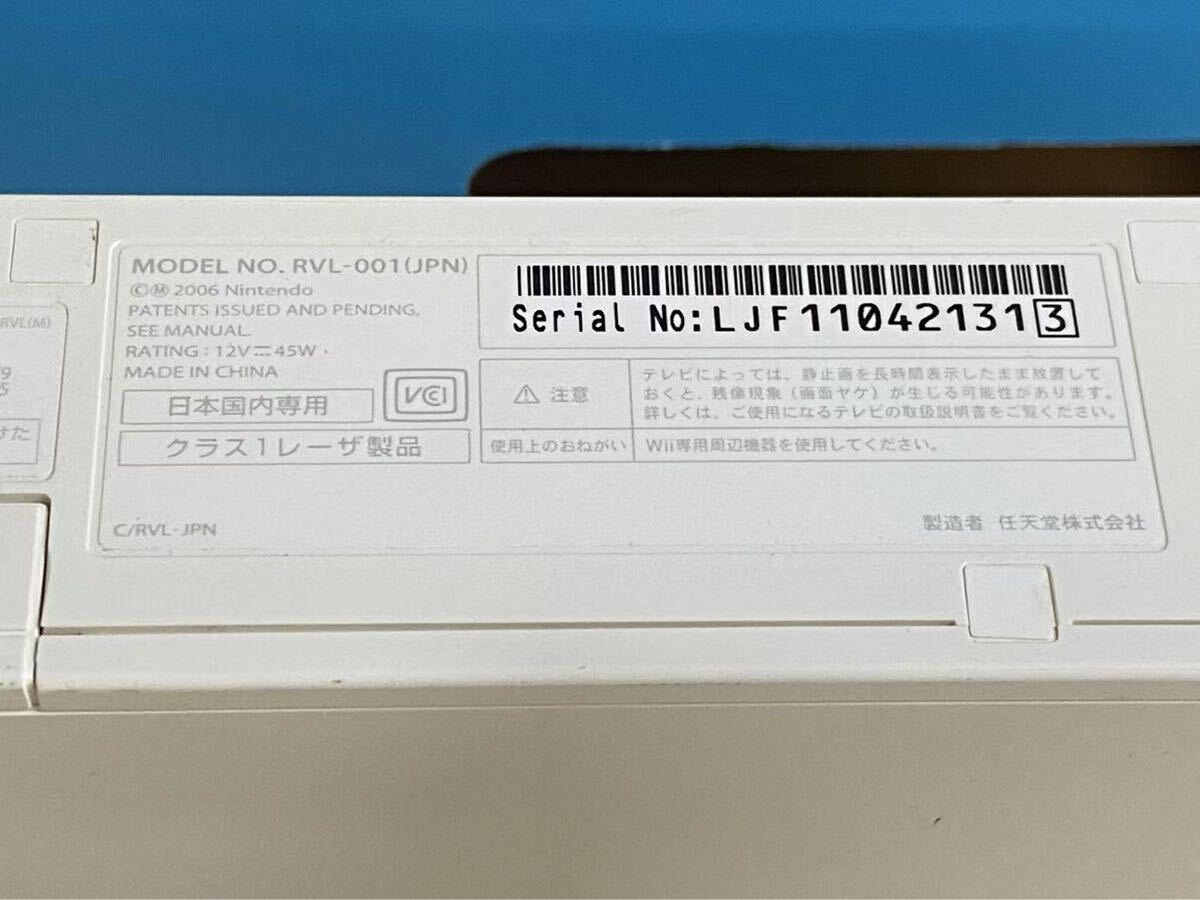 MODEL NO. RVL-001(JPN)
ⒸⓂ 2006 Nintendo
PATENTS ISSUED AND PENDING,
SEE MANUAL.
RATING : 12V⎓45W
MADE IN CHINA
日本国内専用
VCI
クラス1レーザ製品
C/RVL-JPN
Serial No:LJF110421313
⚠ 注意
テレビによっては、静止画を長時間表示したまま放置して
おくと、残像現象(画面ヤケ)が生じる可能性があります。
詳しくは、ご使用になるテレビの取扱説明書をご覧ください。
使用上のおねがい
Wii専用周辺機器を使用してください。
製造者 任天堂株式会社
RVL(M)
9
5
けた